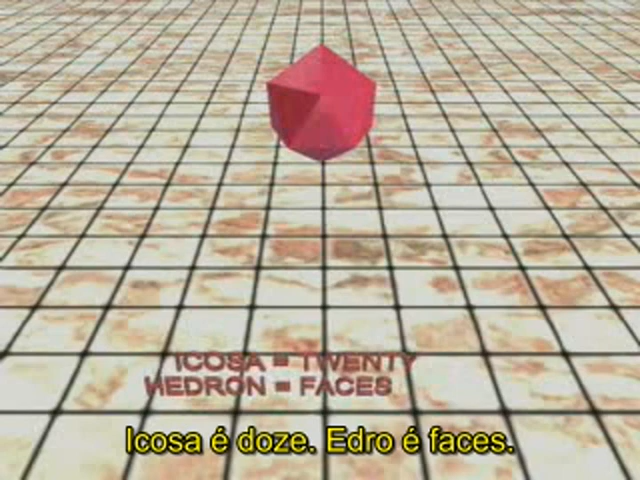 ICOSA = TWENTY
HEDRON = FACES
Icosa é doze. Edro é faces.